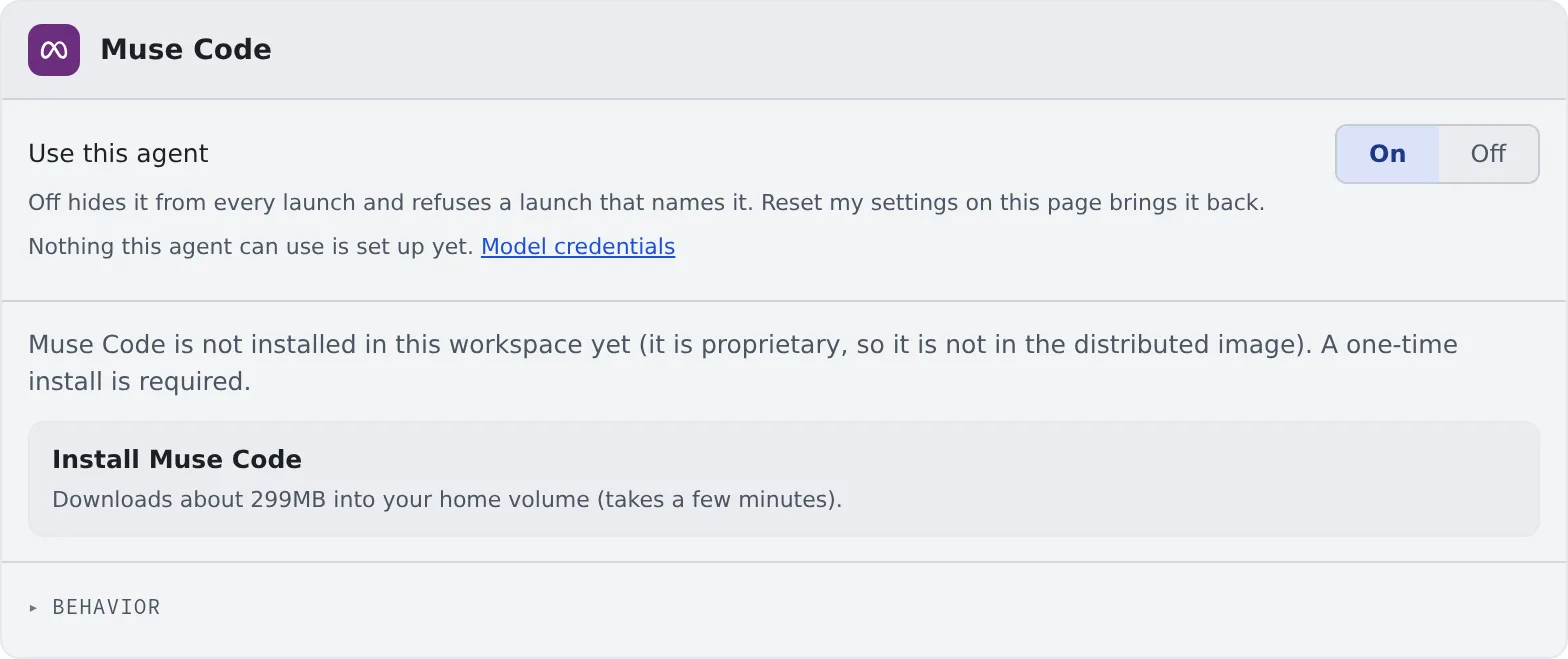 Muse Code
Use this agent
On
Off
Off hides it from every launch and refuses a launch that names it. Reset my settings on this page brings it back.
Nothing this agent can use is set up yet. Model credentials
Muse Code is not installed in this workspace yet (it is proprietary, so it is not in the distributed image). A one-time
install is required.
Install Muse Code
Downloads about 299MB into your home volume (takes a few minutes).
BEHAVIOR